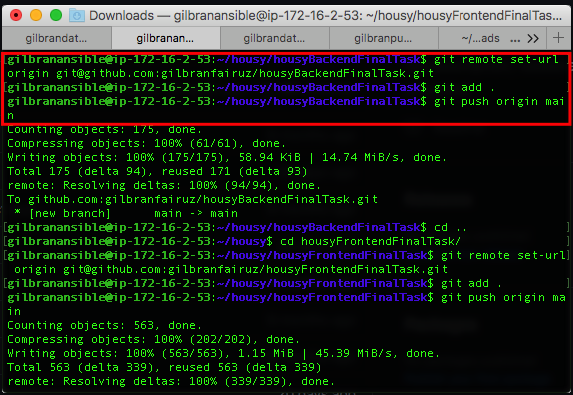 Downloads — gilbranansible@ip-172-16-2-53: ~/housy/housyFrontendFinalTas...
gilbrandat... gilbranan... gilbrandat... gilbranpu... ~/...ads ... >> +
gilbranansible@ip-172-16-2-53:~/housy/housyBackendFinalTask$ git remote set-url
origin git@github.com:gilbranfairuz/housyBackendFinalTask.git
[gilbranansible@ip-172-16-2-53:~/housy/housyBackendFinalTask$ git add . ]
[gilbranansible@ip-172-16-2-53:~/housy/housyBackendFinalTask$ git push origin mai
n
Counting objects: 175, done.
Compressing objects: 100% (61/61), done.
Writing objects: 100% (175/175), 58.94 KiB | 14.74 MiB/s, done.
Total 175 (delta 94), reused 171 (delta 93)
remote: Resolving deltas: 100% (94/94), done.
To github.com:gilbranfairuz/housyBackendFinalTask.git
 * [new branch] main -> main
[gilbranansible@ip-172-16-2-53:~/housy/housyBackendFinalTask$ cd .. ]
[gilbranansible@ip-172-16-2-53:~/housy$ cd housyFrontendFinalTask/ ]
[gilbranansible@ip-172-16-2-53:~/housy/housyFrontendFinalTask$ git remote set-url]
 origin git@github.com:gilbranfairuz/housyFrontendFinalTask.git
[gilbranansible@ip-172-16-2-53:~/housy/housyFrontendFinalTask$ git add . ]
[gilbranansible@ip-172-16-2-53:~/housy/housyFrontendFinalTask$ git push origin ma]
in
Counting objects: 563, done.
Compressing objects: 100% (202/202), done.
Writing objects: 100% (563/563), 1.15 MiB | 45.39 MiB/s, done.
Total 563 (delta 339), reused 563 (delta 339)
remote: Resolving deltas: 100% (339/339), done.